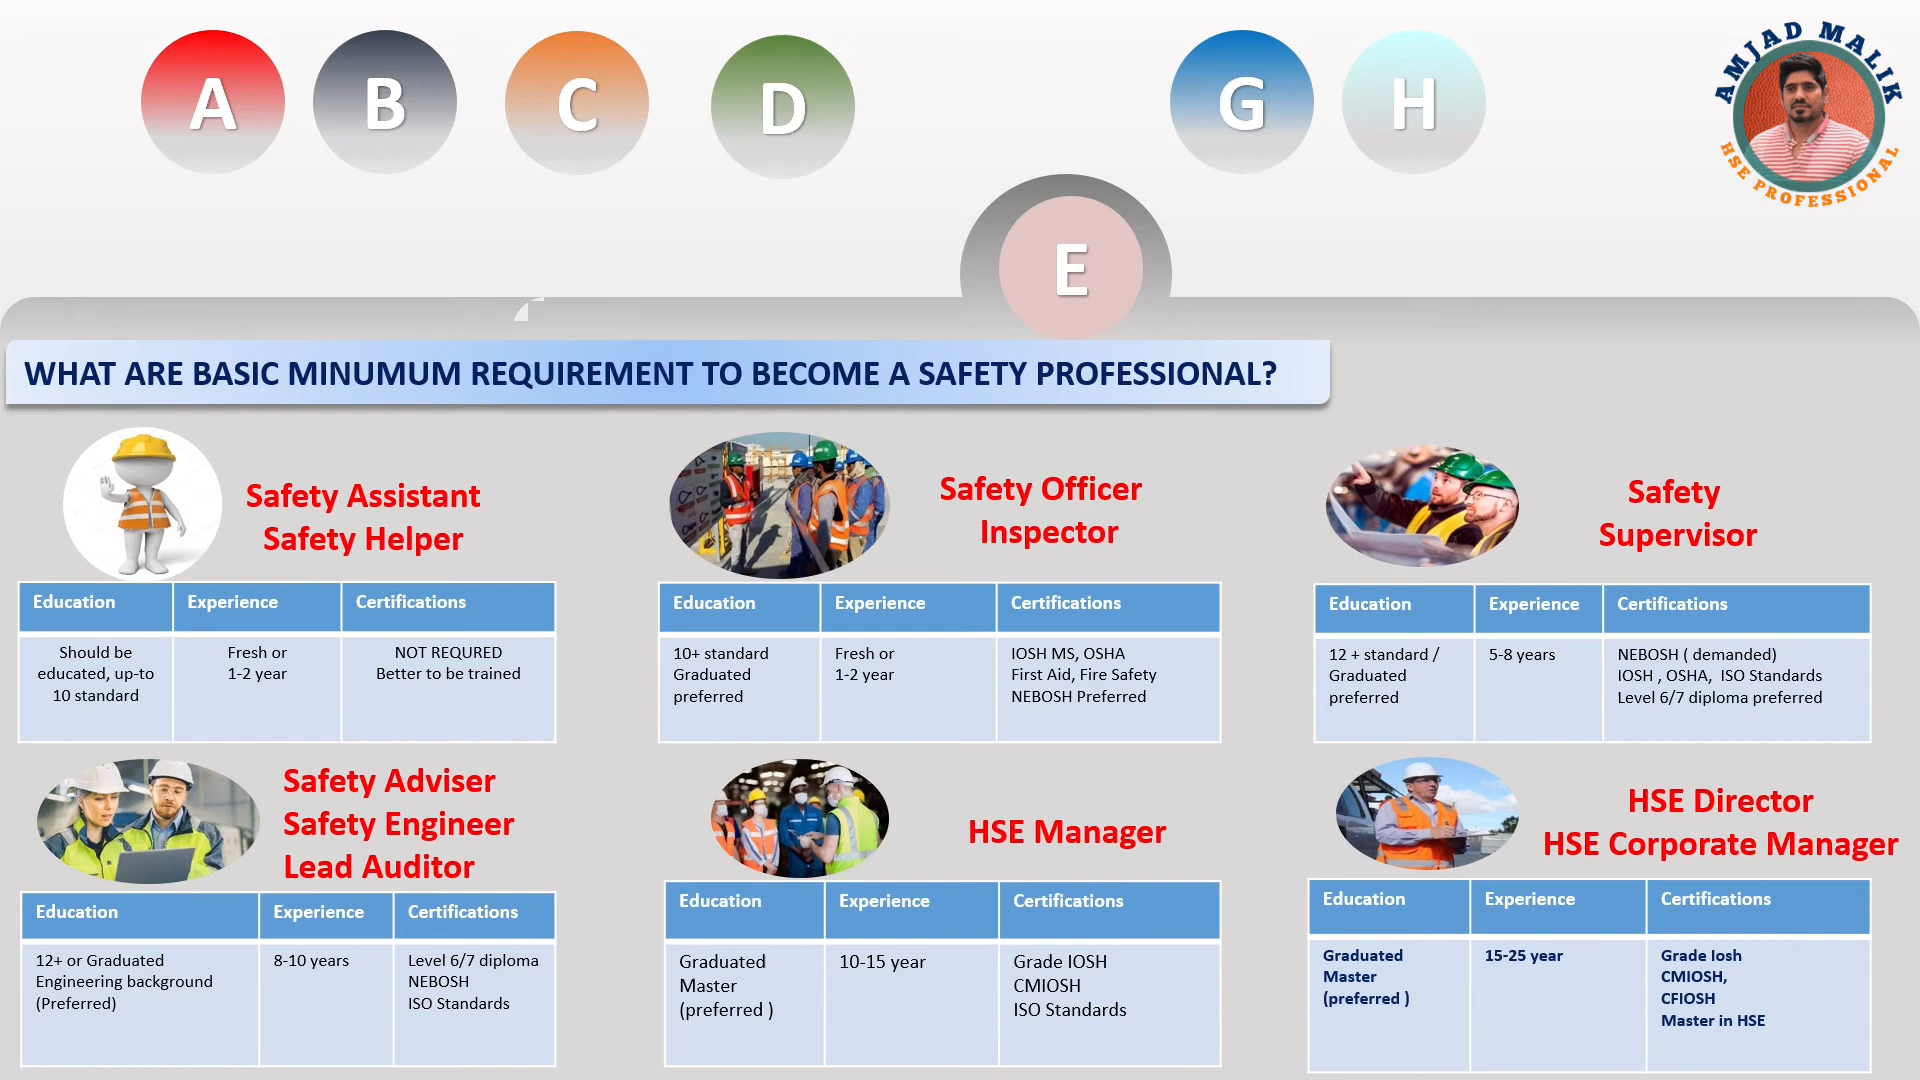 A
B
C
D
G
H
AMJAD MALIK
HSE PROFESSIONAL
E
WHAT ARE BASIC MINUMUM REQUIREMENT TO BECOME A SAFETY PROFESSIONAL?
Safety Assistant
Safety Helper
Education Experience Certifications
Should be educated, up-to 10 standard
Fresh or
1-2 year
NOT REQURED
Better to be trained
Safety Officer
Inspector
Education Experience Certifications
10+ standard
Graduated
preferred
Fresh or
1-2 year
IOSH MS, OSHA
First Aid, Fire Safety
NEBOSH Preferred
Safety
Supervisor
Education Experience Certifications
12 + standard /
Graduated
preferred
5-8 years
NEBOSH ( demanded)
IOSH , OSHA, ISO Standards
Level 6/7 diploma preferred
Safety Adviser
Safety Engineer
Lead Auditor
Education Experience Certifications
12+ or Graduated
Engineering background
(Preferred)
8-10 years
Level 6/7 diploma
NEBOSH
ISO Standards
HSE Manager
Education Experience Certifications
Graduated
Master
(preferred )
10-15 year
Grade IOSH
CMIOSH
ISO Standards
HSE Director
HSE Corporate Manager
Education Experience Certifications
Graduated
Master
(preferred )
15-25 year
Grade Iosh
CMIOSH,
CFIOSH
Master in HSE